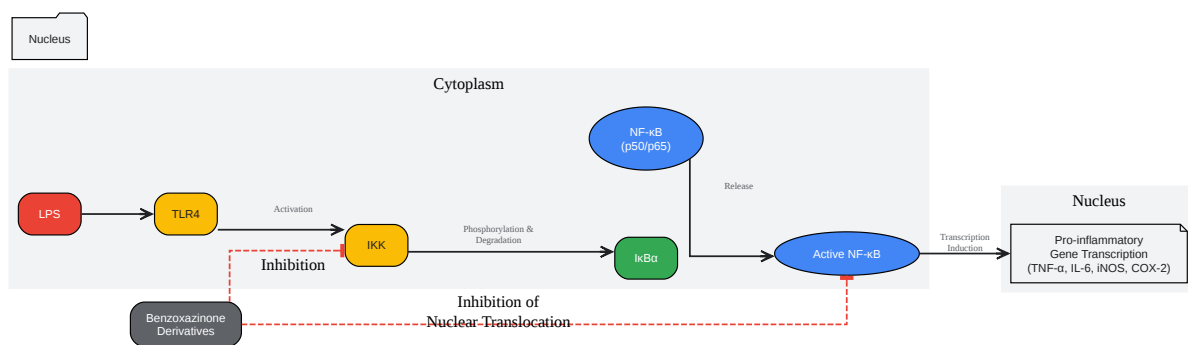 Nucleus
Cytoplasm
NF-κB
(p50/p65)
Release
LPS
TLR4
Activation
IKK
Phosphorylation &
Degradation
IκBα
Active NF-κB
Transcription
Induction
Nucleus
Pro-inflammatory
Gene Transcription
(TNF-α, IL-6, iNOS, COX-2)
Inhibition
Benzoxazinone
Derivatives
Inhibition of
Nuclear Translocation